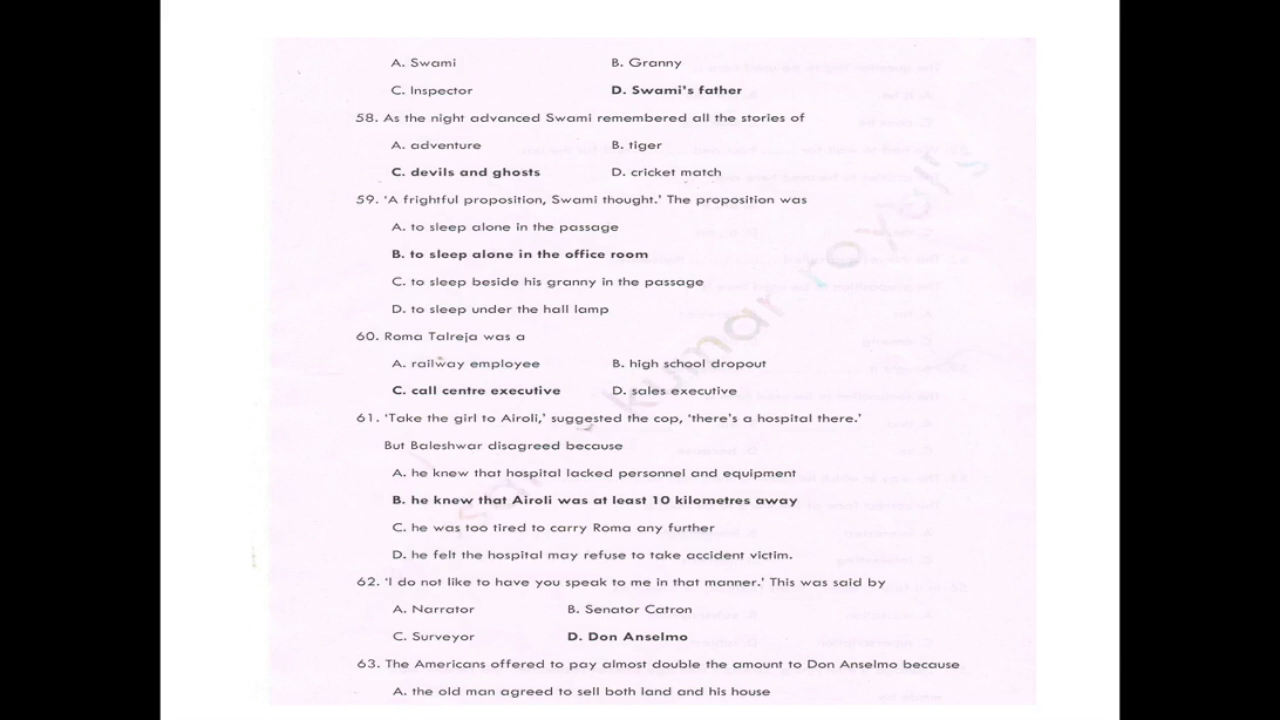 A. Swami B. Granny
C. Inspector D. Swami's father
58. As the night advanced Swami remembered all the stories of
A. adventure B. tiger
C. devils and ghosts D. cricket match
59. 'A frightful proposition, Swami thought.' The proposition was
A. to sleep alone in the passage
B. to sleep alone in the office room
C. to sleep beside his granny in the passage
D. to sleep under the hall lamp
60. Roma Talreja was a
A. railway employee B. high school dropout
C. call centre executive D. sales executive
61. 'Take the girl to Airoli,' suggested the cop, 'there's a hospital there.'
But Baleshwar disagreed because
A. he knew that hospital lacked personnel and equipment
B. he knew that Airoli was at least 10 kilometres away
C. he was too tired to carry Roma any further
D. he felt the hospital may refuse to take accident victim.
62. 'I do not like to have you speak to me in that manner.' This was said by
A. Narrator B. Senator Catron
C. Surveyor D. Don Anselmo
63. The Americans offered to pay almost double the amount to Don Anselmo because
A. the old man agreed to sell both land and his house
kumar